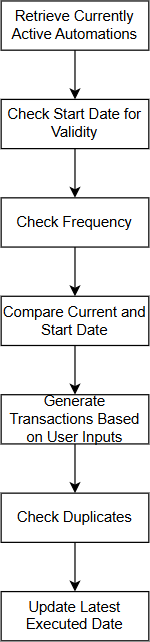 Retrieve Currently
Active Automations
Check Start Date for
Validity
Check Frequency
Compare Current and
Start Date
Generate
Transactions Based
on User Inputs
Check Duplicates
Update Latest
Executed Date